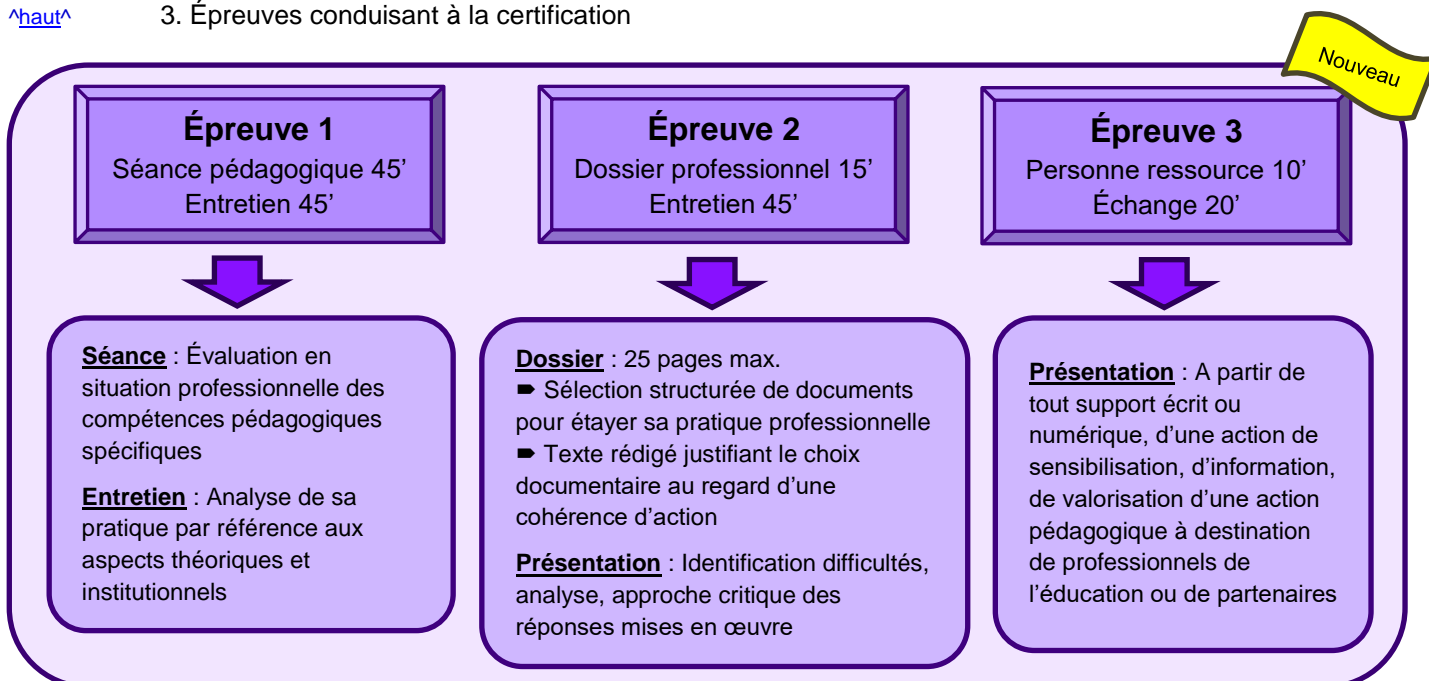 ^haut^ 3. Épreuves conduisant à la certification
Nouveau
Épreuve 1
Séance pédagogique 45’
Entretien 45’
Épreuve 2
Dossier professionnel 15’
Entretien 45’
Épreuve 3
Personne ressource 10’
Échange 20’
Séance : Évaluation en
situation professionnelle des
compétences pédagogiques
spécifiques
Entretien : Analyse de sa
pratique par référence aux
aspects théoriques et
institutionnels
Dossier : 25 pages max.
➨ Sélection structurée de documents
pour étayer sa pratique professionnelle
➨ Texte rédigé justifiant le choix
documentaire au regard d’une
cohérence d’action
Présentation : Identification difficultés,
analyse, approche critique des
réponses mises en œuvre
Présentation : A partir de
tout support écrit ou
numérique, d’une action de
sensibilisation, d’information,
de valorisation d’une action
pédagogique à destination
de professionnels de
l’éducation ou de partenaires